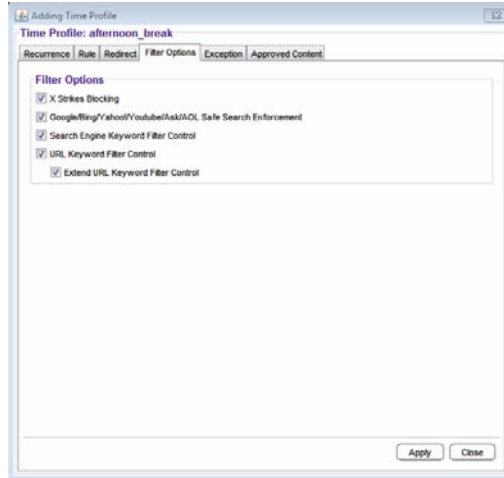 Adding Time Profile
Time Profile: afternoon_break
Recurrence Rule Redirect Filter Options Exception Approved Content
Filter Options
X Strikes Blocking
Google/Bing/Yahoo!/Youtube/Ask/AOL Safe Search Enforcement
Search Engine Keyword Filter Control
URL Keyword Filter Control
Extend URL Keyword Filter Control
Apply Close